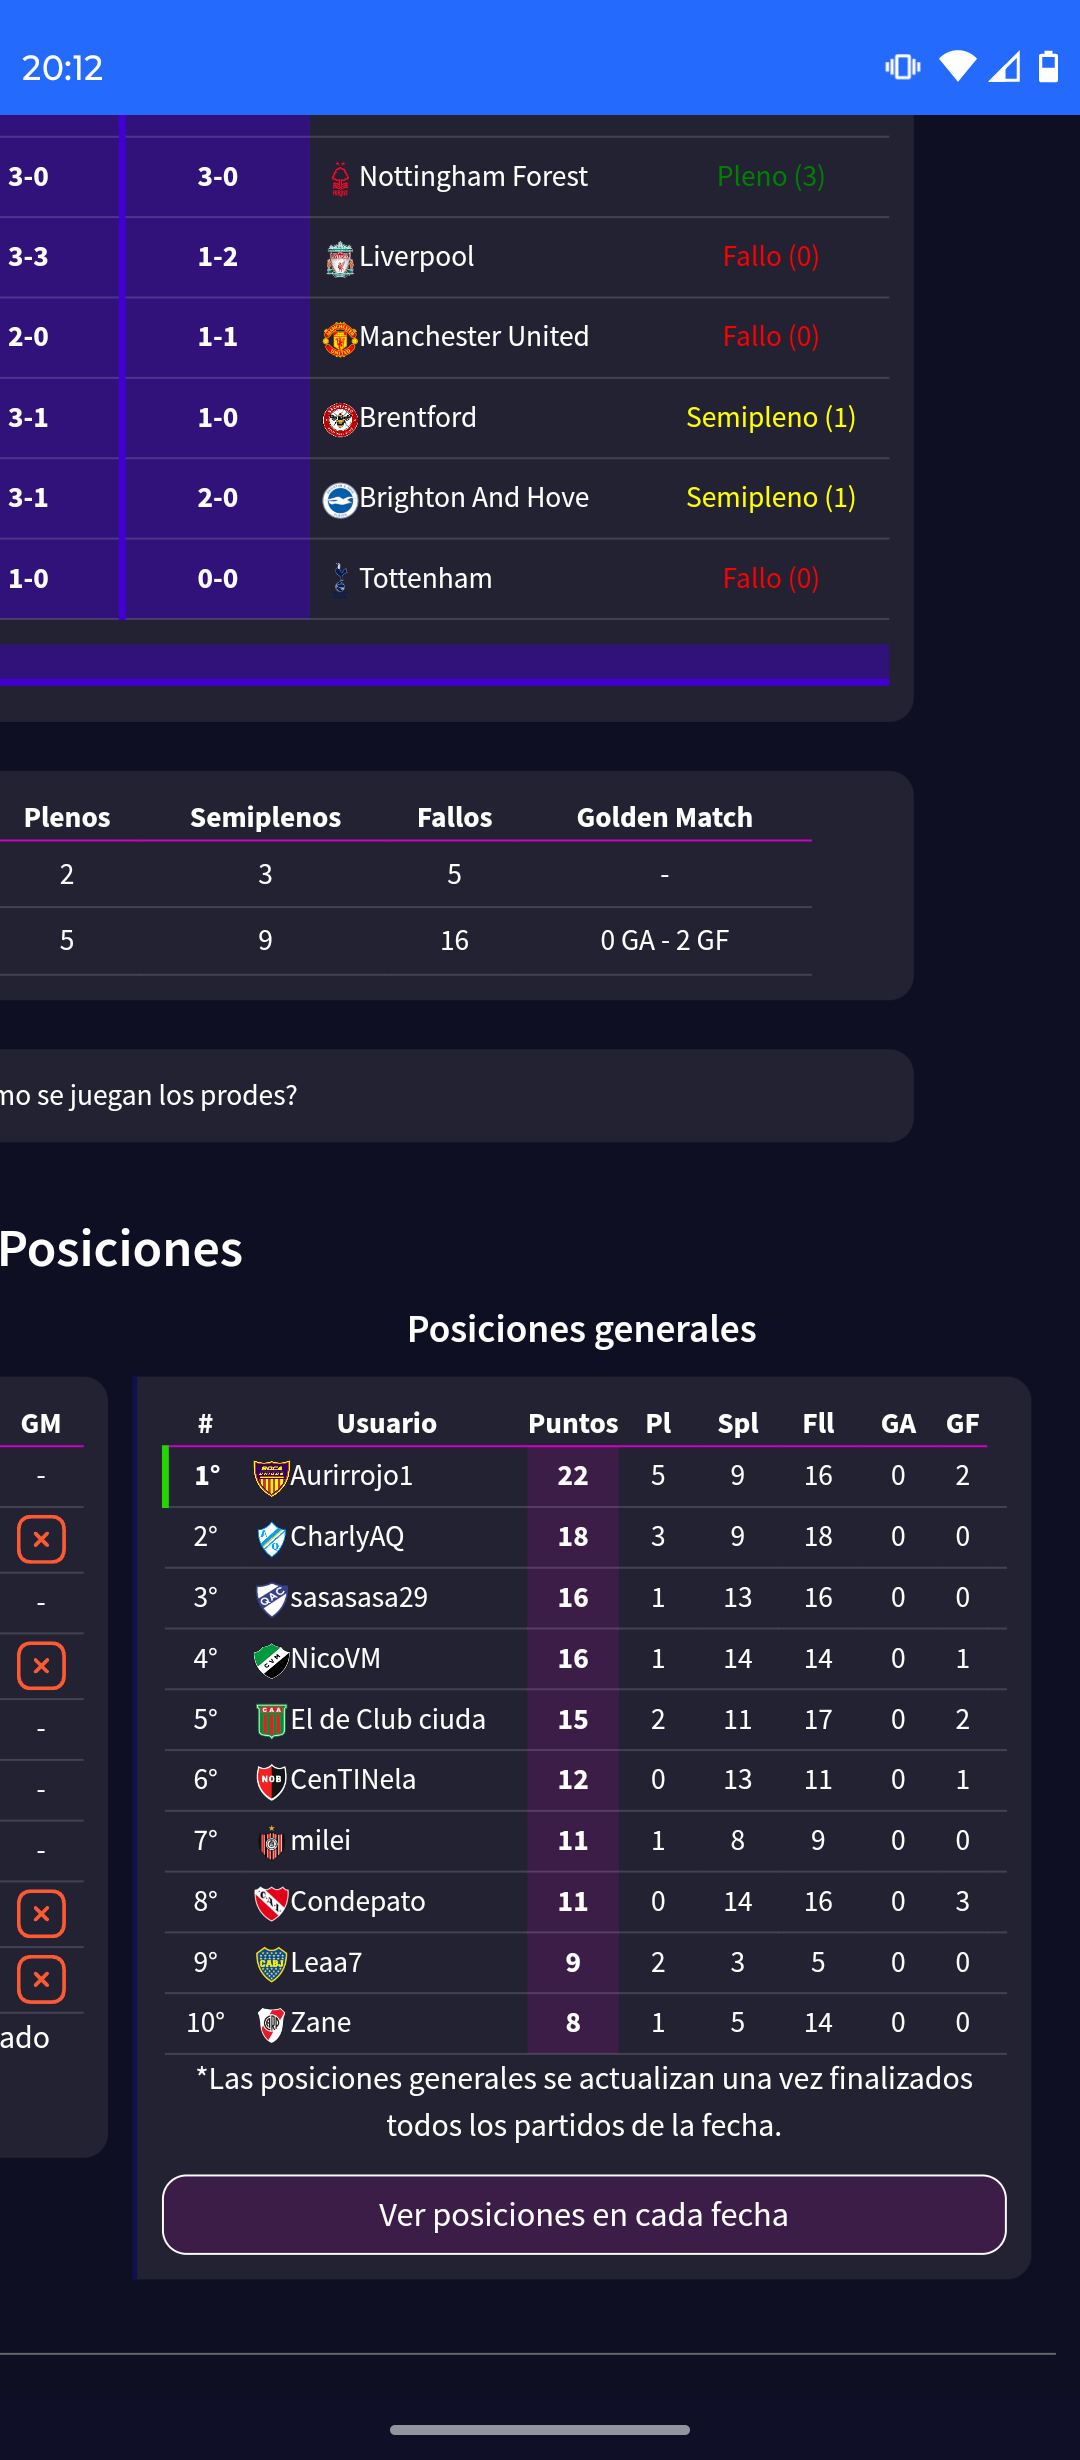 20:12
3-0 3-0 Nottingham Forest Pleno (3)
3-3 1-2 Liverpool Fallo (0)
2-0 1-1 Manchester United Fallo (0)
3-1 1-0 Brentford Semipleno (1)
3-1 2-0 Brighton And Hove Semipleno (1)
1-0 0-0 Tottenham Fallo (0)
Plenos Semiplenos Fallos Golden Match
2 3 5 -
5 9 16 0 GA - 2 GF
mo se juegan los prodes?
Posiciones
Posiciones generales
GM
-
-
-
-
-
ado
# Usuario Puntos Pl Spl Fll GA GF
1° Aurirrojo1 22 5 9 16 0 2
2° CharlyAQ 18 3 9 18 0 0
3° sasasasa29 16 1 13 16 0 0
4° NicoVM 16 1 14 14 0 1
5° El de Club ciuda 15 2 11 17 0 2
6° CenTINela 12 0 13 11 0 1
7° milei 11 1 8 9 0 0
8° Condepato 11 0 14 16 0 3
9° Leaa7 9 2 3 5 0 0
10° Zane 8 1 5 14 0 0
*Las posiciones generales se actualizan una vez finalizados
todos los partidos de la fecha.
Ver posiciones en cada fecha